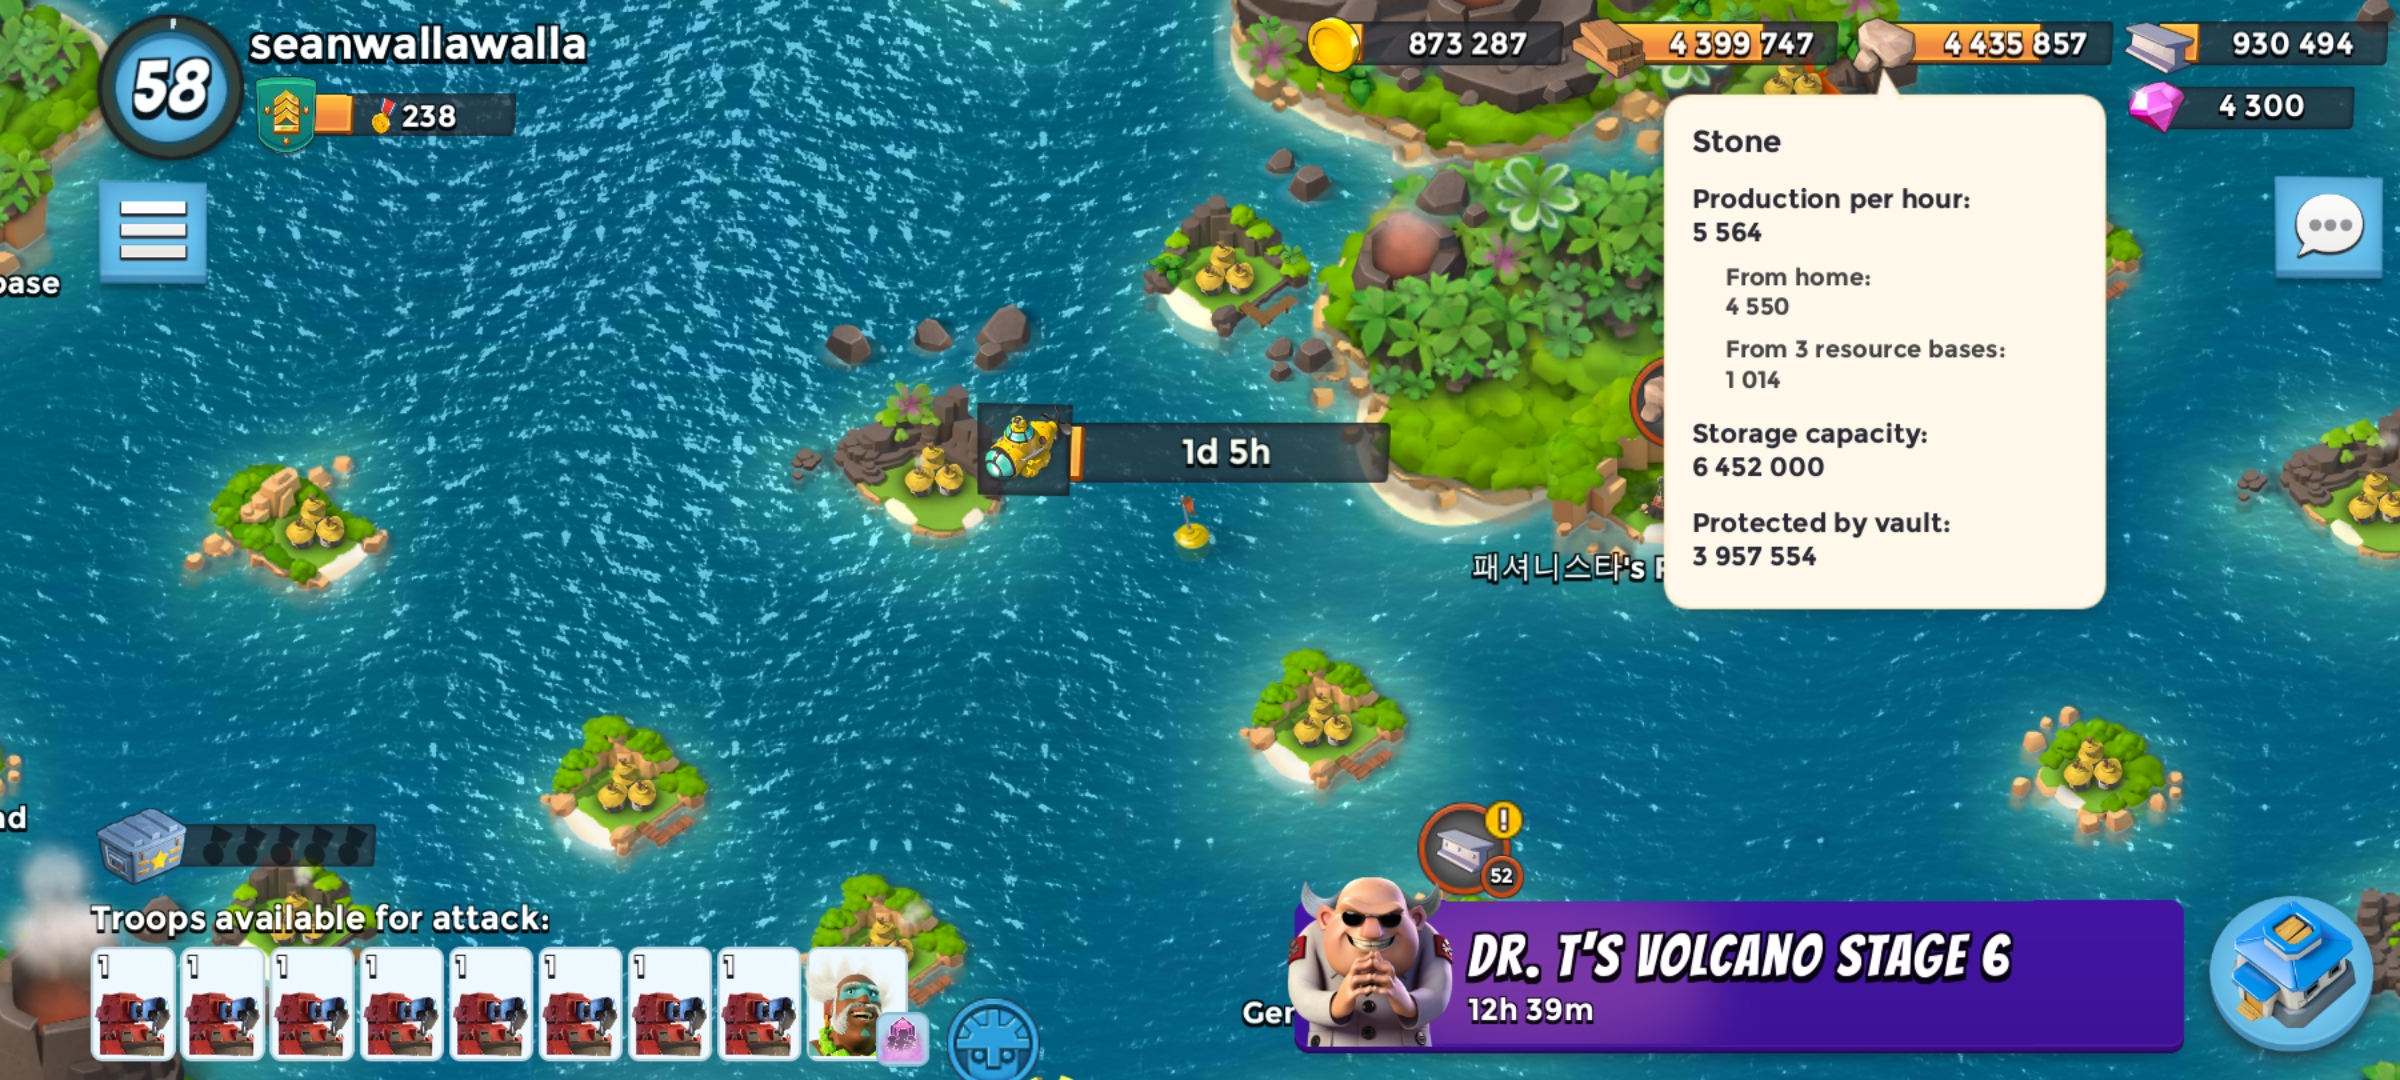 58
seanwallawalla
238
873 287
4 399 747
4 435 857
930 494
4 300
Stone
Production per hour:
5 564
From home:
4 550
From 3 resource bases:
1 014
Storage capacity:
6 452 000
Protected by vault:
3 957 554
base
1d 5h
패셔니스타's
52
Troops available for attack:
1
1
1
1
1
1
1
1
DR. T'S VOLCANO STAGE 6
12h 39m